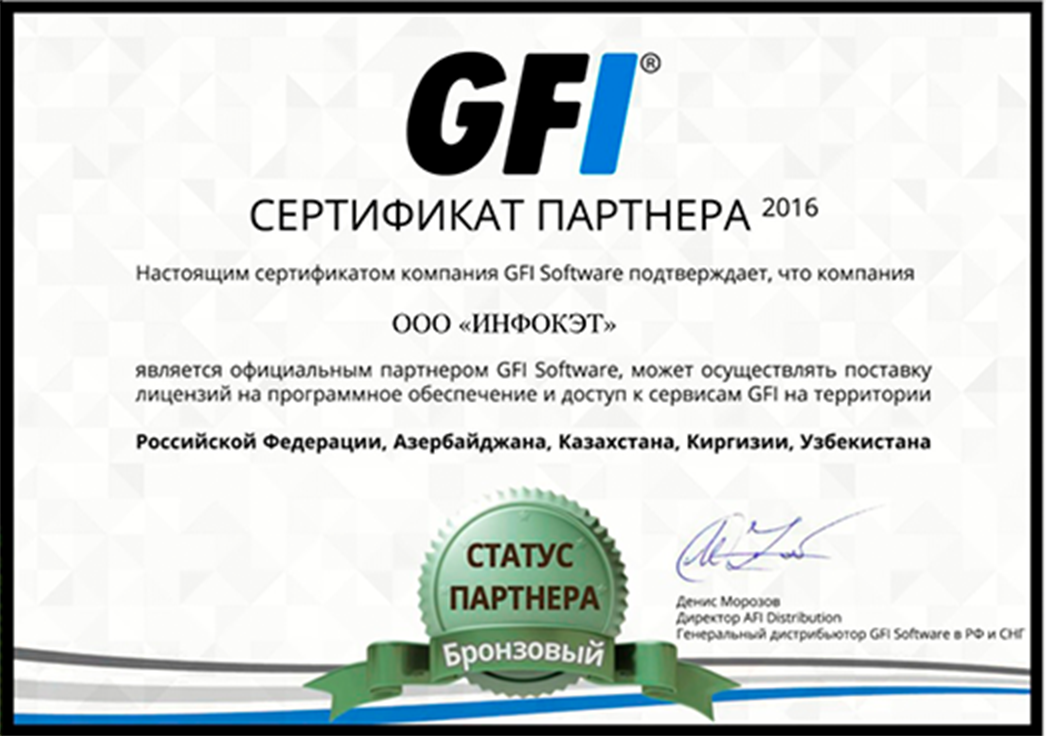 GFI®
СЕРТИФИКАТ ПАРТНЕРА 2016
Настоящим сертификатом компания GFI Software подтверждает, что компания
ООО «ИНФОКЭТ»
является официальным партнером GFI Software, может осуществлять поставку
лицензий на программное обеспечение и доступ к сервисам GFI на территории
Российской Федерации, Азербайджана, Казахстана, Киргизии, Узбекистана
СТАТУС
ПАРТНЕРА
Бронзовый
Денис Морозов
Директор AFI Distribution
Генеральный дистрибьютор GFI Software в РФ и СНГ